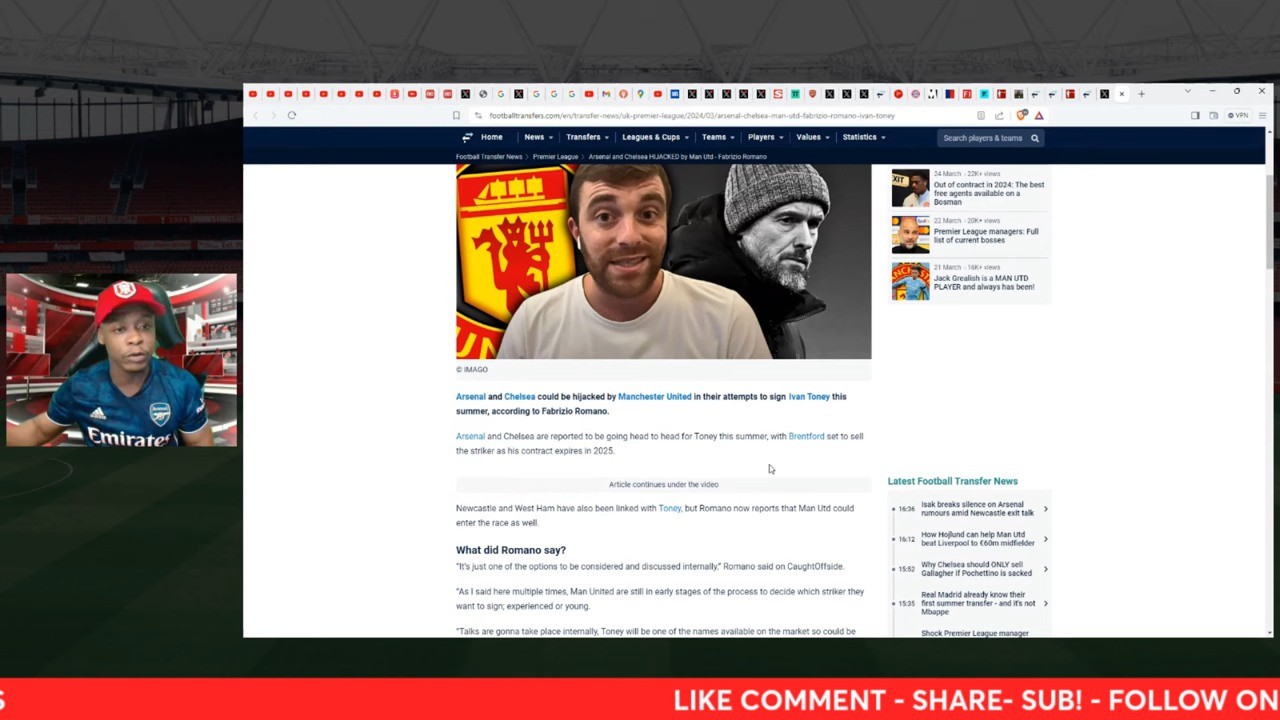 footballtransfers.com/en/transfer-news/uk-premier-league/2024/03/arsenal-chelsea-man-utd-fabrizio-romano-ivan-toney
VPN
Home
News
Transfers
Leagues & Cups
Teams
Players
Values
Statistics
Search players & teams
Football Transfer News > Premier League > Arsenal and Chelsea HIJACKED by Man Utd - Fabrizio Romano
© IMAGO
Arsenal and Chelsea could be hijacked by Manchester United in their attempts to sign Ivan Toney this
summer, according to Fabrizio Romano.
Arsenal and Chelsea are reported to be going head to head for Toney this summer, with Brentford set to sell
the striker as his contract expires in 2025.
Article continues under the video
Newcastle and West Ham have also been linked with Toney, but Romano now reports that Man Utd could
enter the race as well.
What did Romano say?
"It's just one of the options to be considered and discussed internally," Romano said on CaughtOffside.
"As I said here multiple times, Man United are still in early stages of the process to decide which striker they
want to sign; experienced or young.
"Talks are gonna take place internally, Toney will be one of the names available on the market so could be
24 March - 22K+ views
Out of contract in 2024: The best
free agents available on a
Bosman
22 March - 20K+ views
Premier League managers: Full
list of current bosses
21 March - 16K+ views
Jack Grealish is a MAN UTD
PLAYER and always has been!
Latest Football Transfer News
16:36
Isak breaks silence on Arsenal
rumours amid Newcastle exit talk
16:12
How Hojlund can help Man Utd
beat Liverpool to €60m midfielder
15:52
Why Chelsea should ONLY sell
Gallagher if Pochettino is sacked
15:35
Real Madrid already know their
first summer transfer - and it's not
Mbappe
Shock Premier League manager
Emirates
S
LIKE COMMENT - SHARE- SUB! - FOLLOW ON